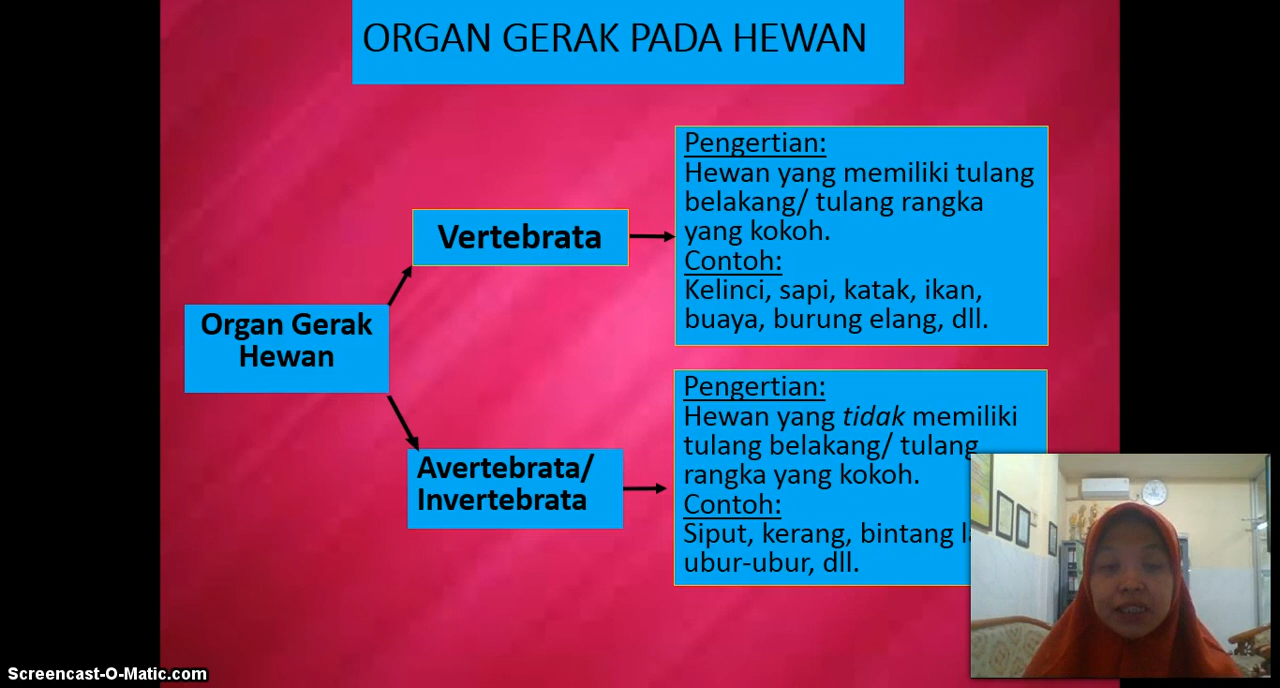 ORGAN GERAK PADA HEWAN
Pengertian:
Hewan yang memiliki tulang
belakang/ tulang rangka
yang kokoh.
Contoh:
Kelinci, sapi, katak, ikan,
buaya, burung elang, dll.
Vertebrata
Organ Gerak
Hewan
Avertebrata/
Invertebrata
Pengertian:
Hewan yang tidak memiliki
tulang belakang/ tulang
rangka yang kokoh.
Contoh:
Siput, kerang, bintang
ubur-ubur, dll.
Screencast-O-Matic.com